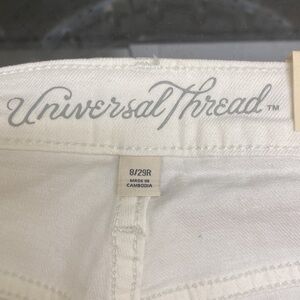 Universal Thread™
8/29R
MADE IN
CAMBODIA